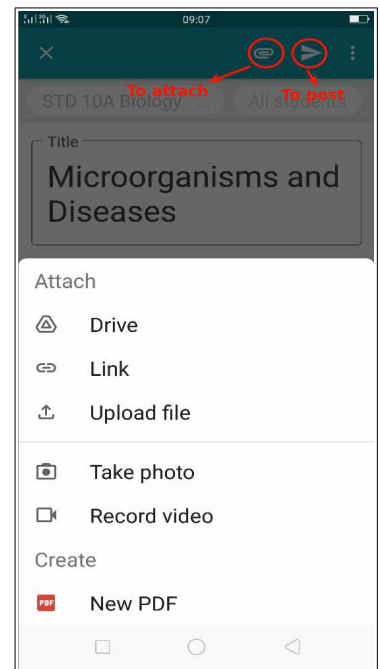 09:07
To attach
To post
STD 10A Biology ...
All students
Title
Microorganisms and
Diseases
Attach
Drive
Link
Upload file
Take photo
Record video
Create
PDF
New PDF